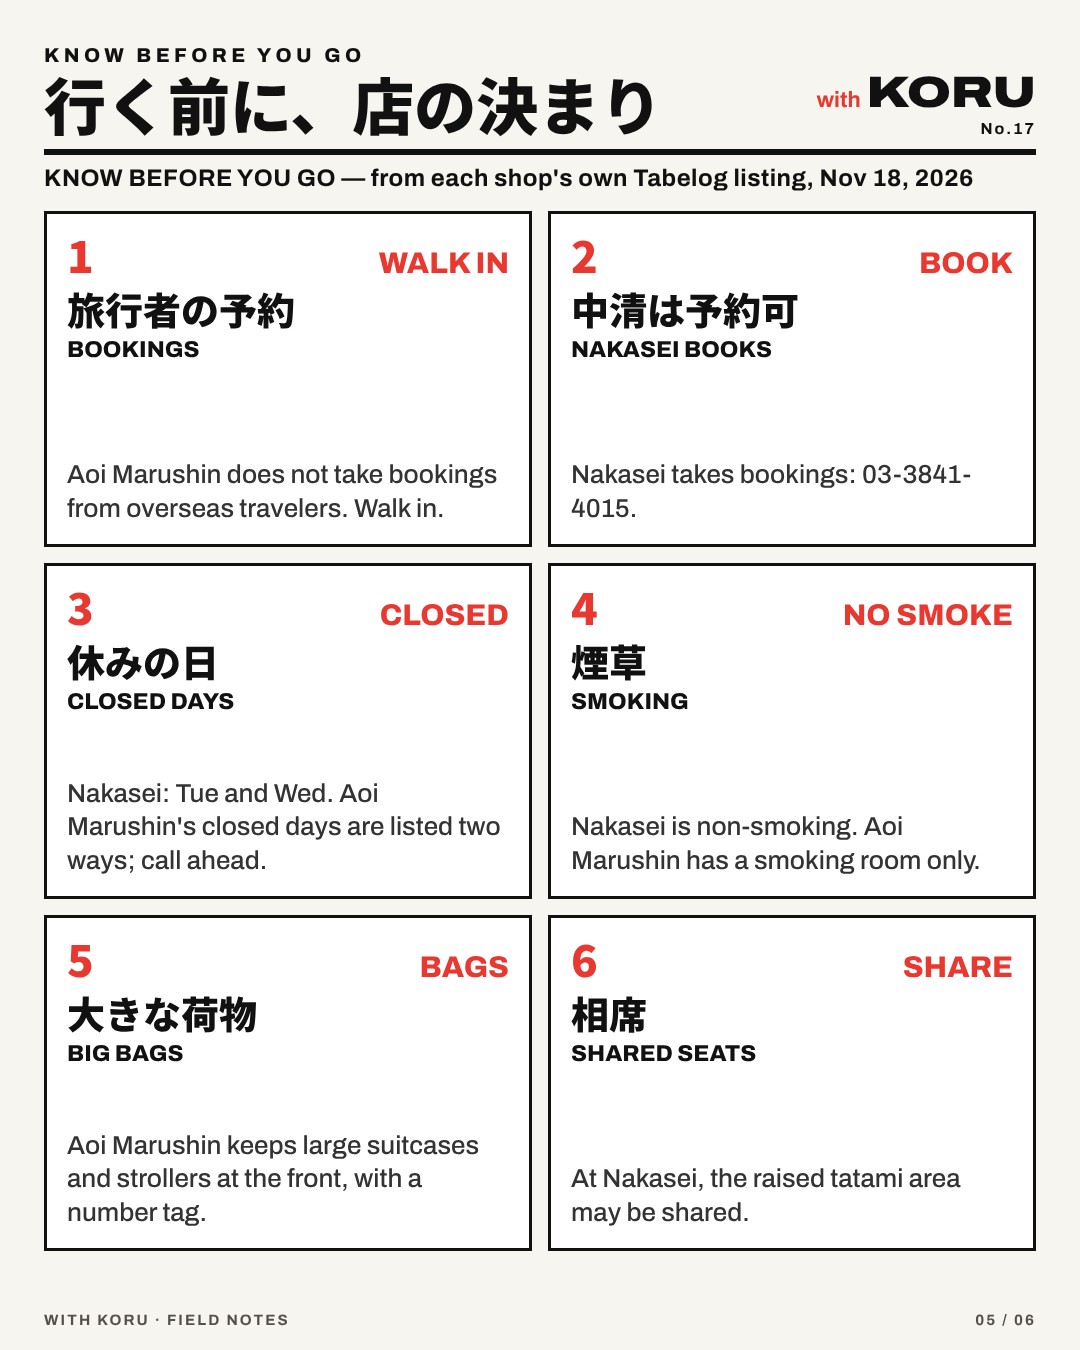 KNOW BEFORE YOU GO
行く前に、店の決まり
with KORU
No.17
KNOW BEFORE YOU GO — from each shop's own Tabelog listing, Nov 18, 2026
1 WALK IN
旅行者の予約
BOOKINGS
Aoi Marushin does not take bookings
from overseas travelers. Walk in.
2 BOOK
中清は予約可
NAKASEI BOOKS
Nakasei takes bookings: 03-3841-
4015.
3 CLOSED
休みの日
CLOSED DAYS
Nakasei: Tue and Wed. Aoi
Marushin's closed days are listed two
ways; call ahead.
4 NO SMOKE
煙草
SMOKING
Nakasei is non-smoking. Aoi
Marushin has a smoking room only.
5 BAGS
大きな荷物
BIG BAGS
Aoi Marushin keeps large suitcases
and strollers at the front, with a
number tag.
6 SHARE
相席
SHARED SEATS
At Nakasei, the raised tatami area
may be shared.
WITH KORU · FIELD NOTES
05 / 06